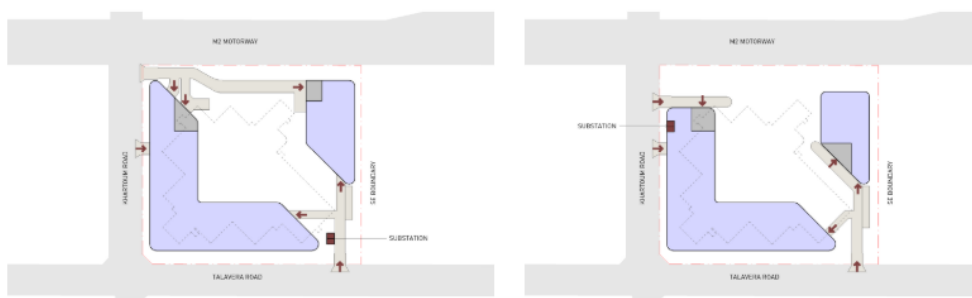 M2 MOTORWAY
KHARTOUM ROAD
SE BOUNDARY
SUBSTATION
TALAVERA ROAD
M2 MOTORWAY
SUBSTATION
KHARTOUM ROAD
SE BOUNDARY
TALAVERA ROAD